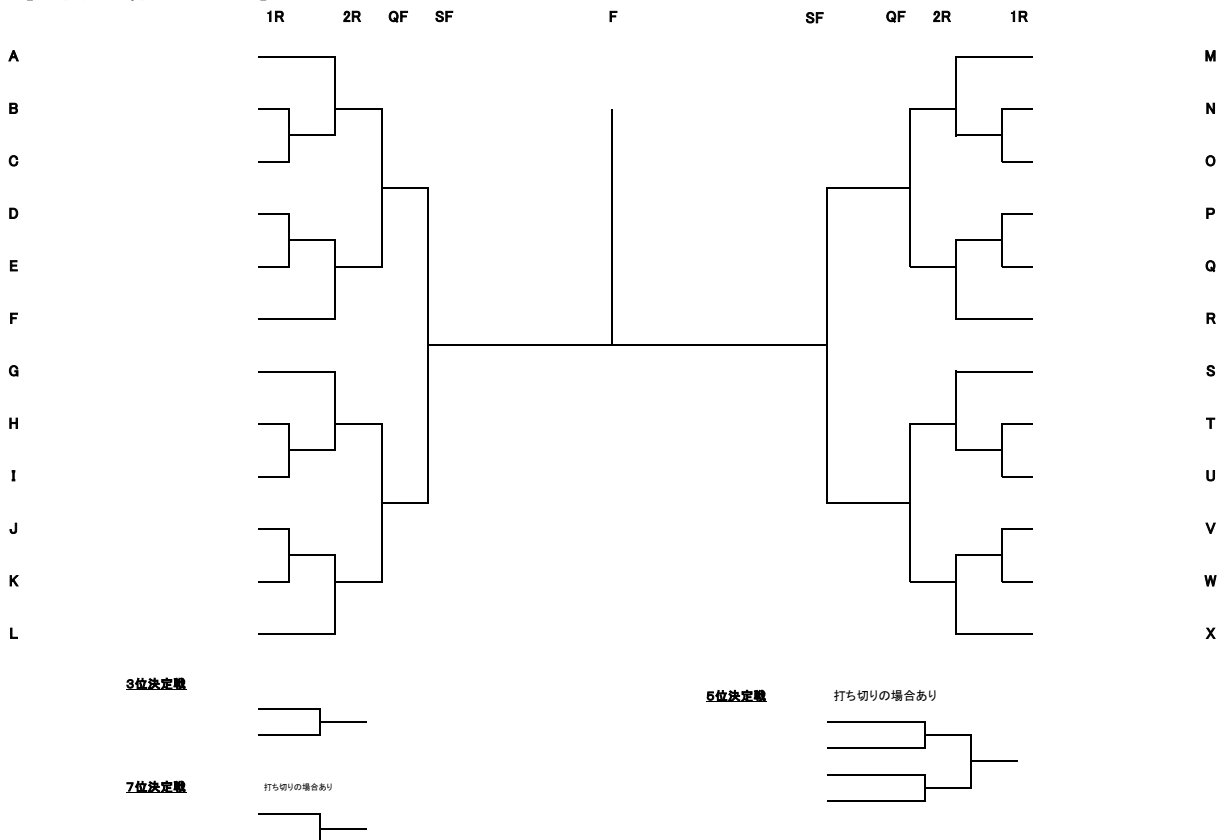 1R 2R QF SF F SF QF 2R 1R
A M
B N
C O
D P
E Q
F R
G S
H T
I U
J V
K W
L X
3位決定戦
5位決定戦 打ち切りの場合あり
7位決定戦 打ち切りの場合あり